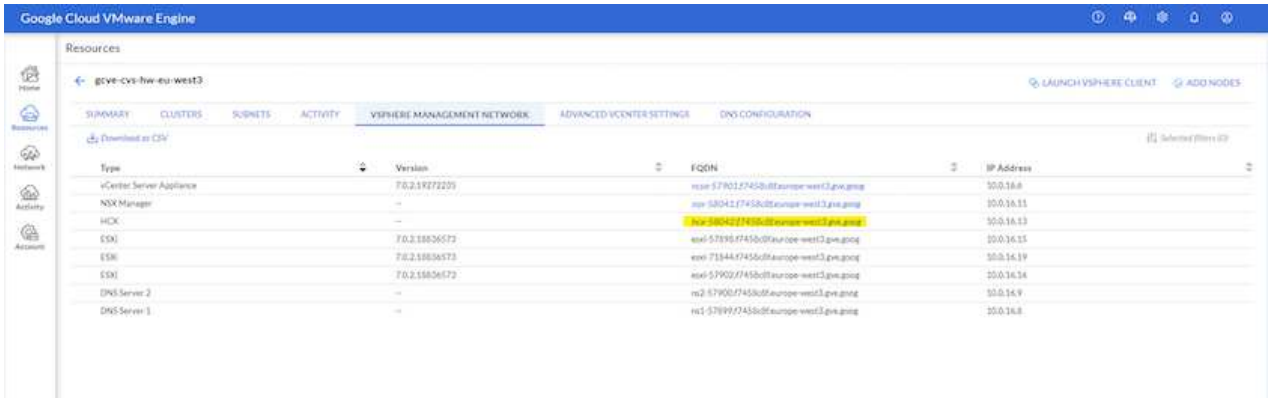 Google Cloud VMware Engine
Resources
gcve-cvs-hw-eu-west3
LAUNCH VSPHERE CLIENT ADD NODES
Home
Resources
Network
Activity
Account
SUMMARY CLUSTERS SUBNETS ACTIVITY VSPHERE MANAGEMENT NETWORK ADVANCED VCENTER SETTINGS DNS CONFIGURATION
Download as CSV Selected filters (0)
Type Version FQDN IP Address
vCenter Server Appliance 7.0.2.19272235 10.0.16.6
NSX Manager -- 10.0.16.11
HCX -- 10.0.16.13
ESXi 7.0.2.18836573 10.0.16.15
ESXi 7.0.2.18836573 10.0.16.19
ESXi 7.0.2.18836573 10.0.16.14
DNS Server 2 -- 10.0.16.9
DNS Server 1 -- 10.0.16.8